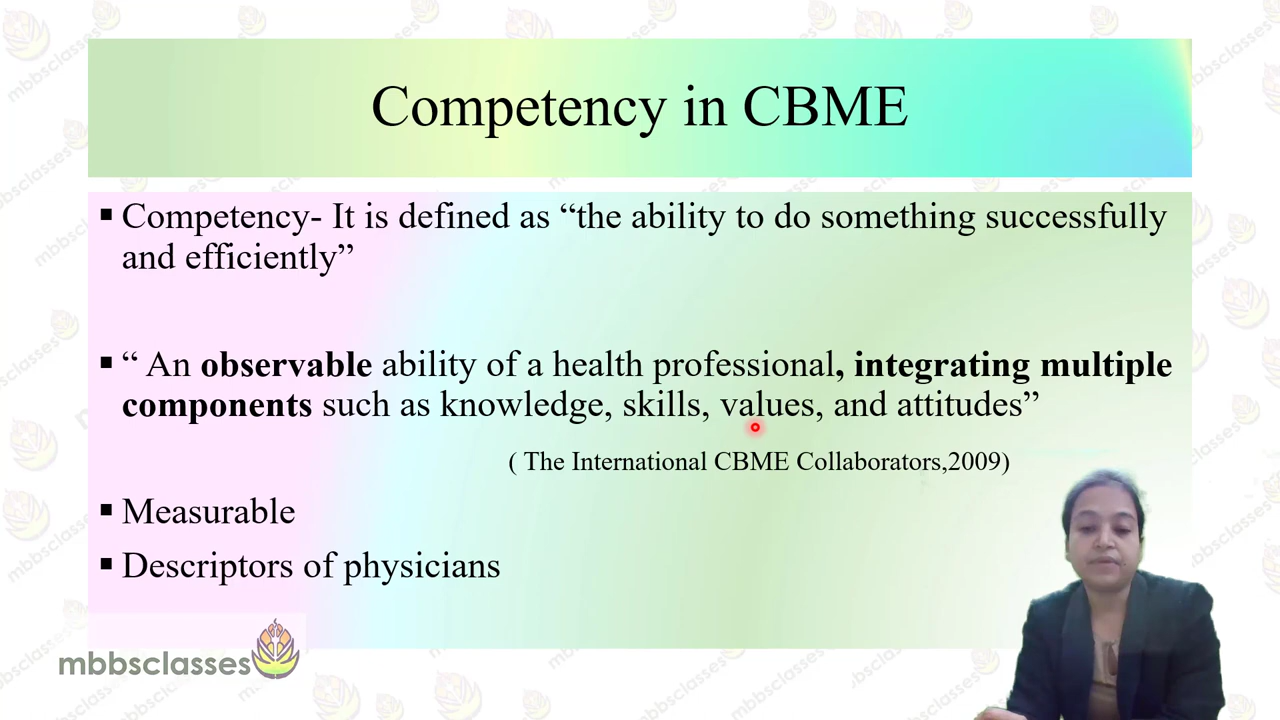 Competency in CBME
▪ Competency- It is defined as “the ability to do something successfully
and efficiently”
▪ “ An observable ability of a health professional, integrating multiple
components such as knowledge, skills, values, and attitudes”
( The International CBME Collaborators,2009)
▪ Measurable
▪ Descriptors of physicians
mbbsclasses